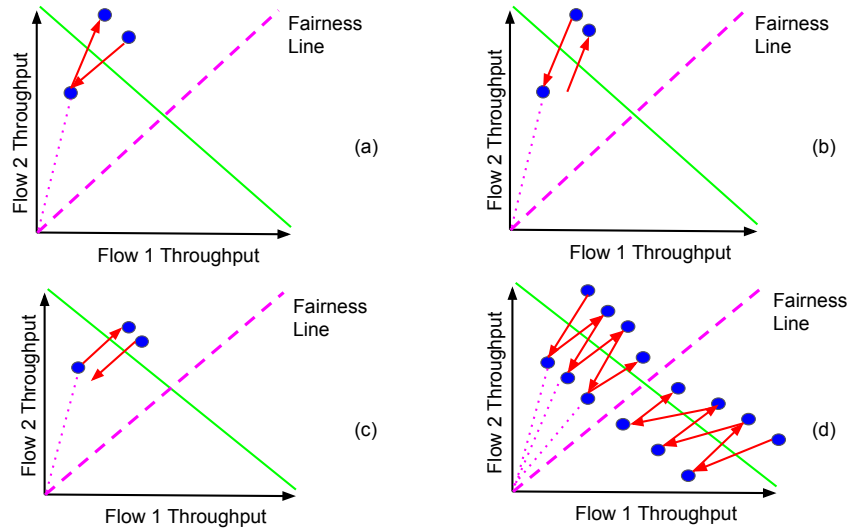 Fairness
Line
Flow 2 Throughput
(a)
Flow 1 Throughput
Fairness
Line
Flow 2 Throughput
(b)
Flow 1 Throughput
Fairness
Line
Flow 2 Throughput
(c)
Flow 1 Throughput
Fairness
Line
Flow 2 Throughput
(d)
Flow 1 Throughput